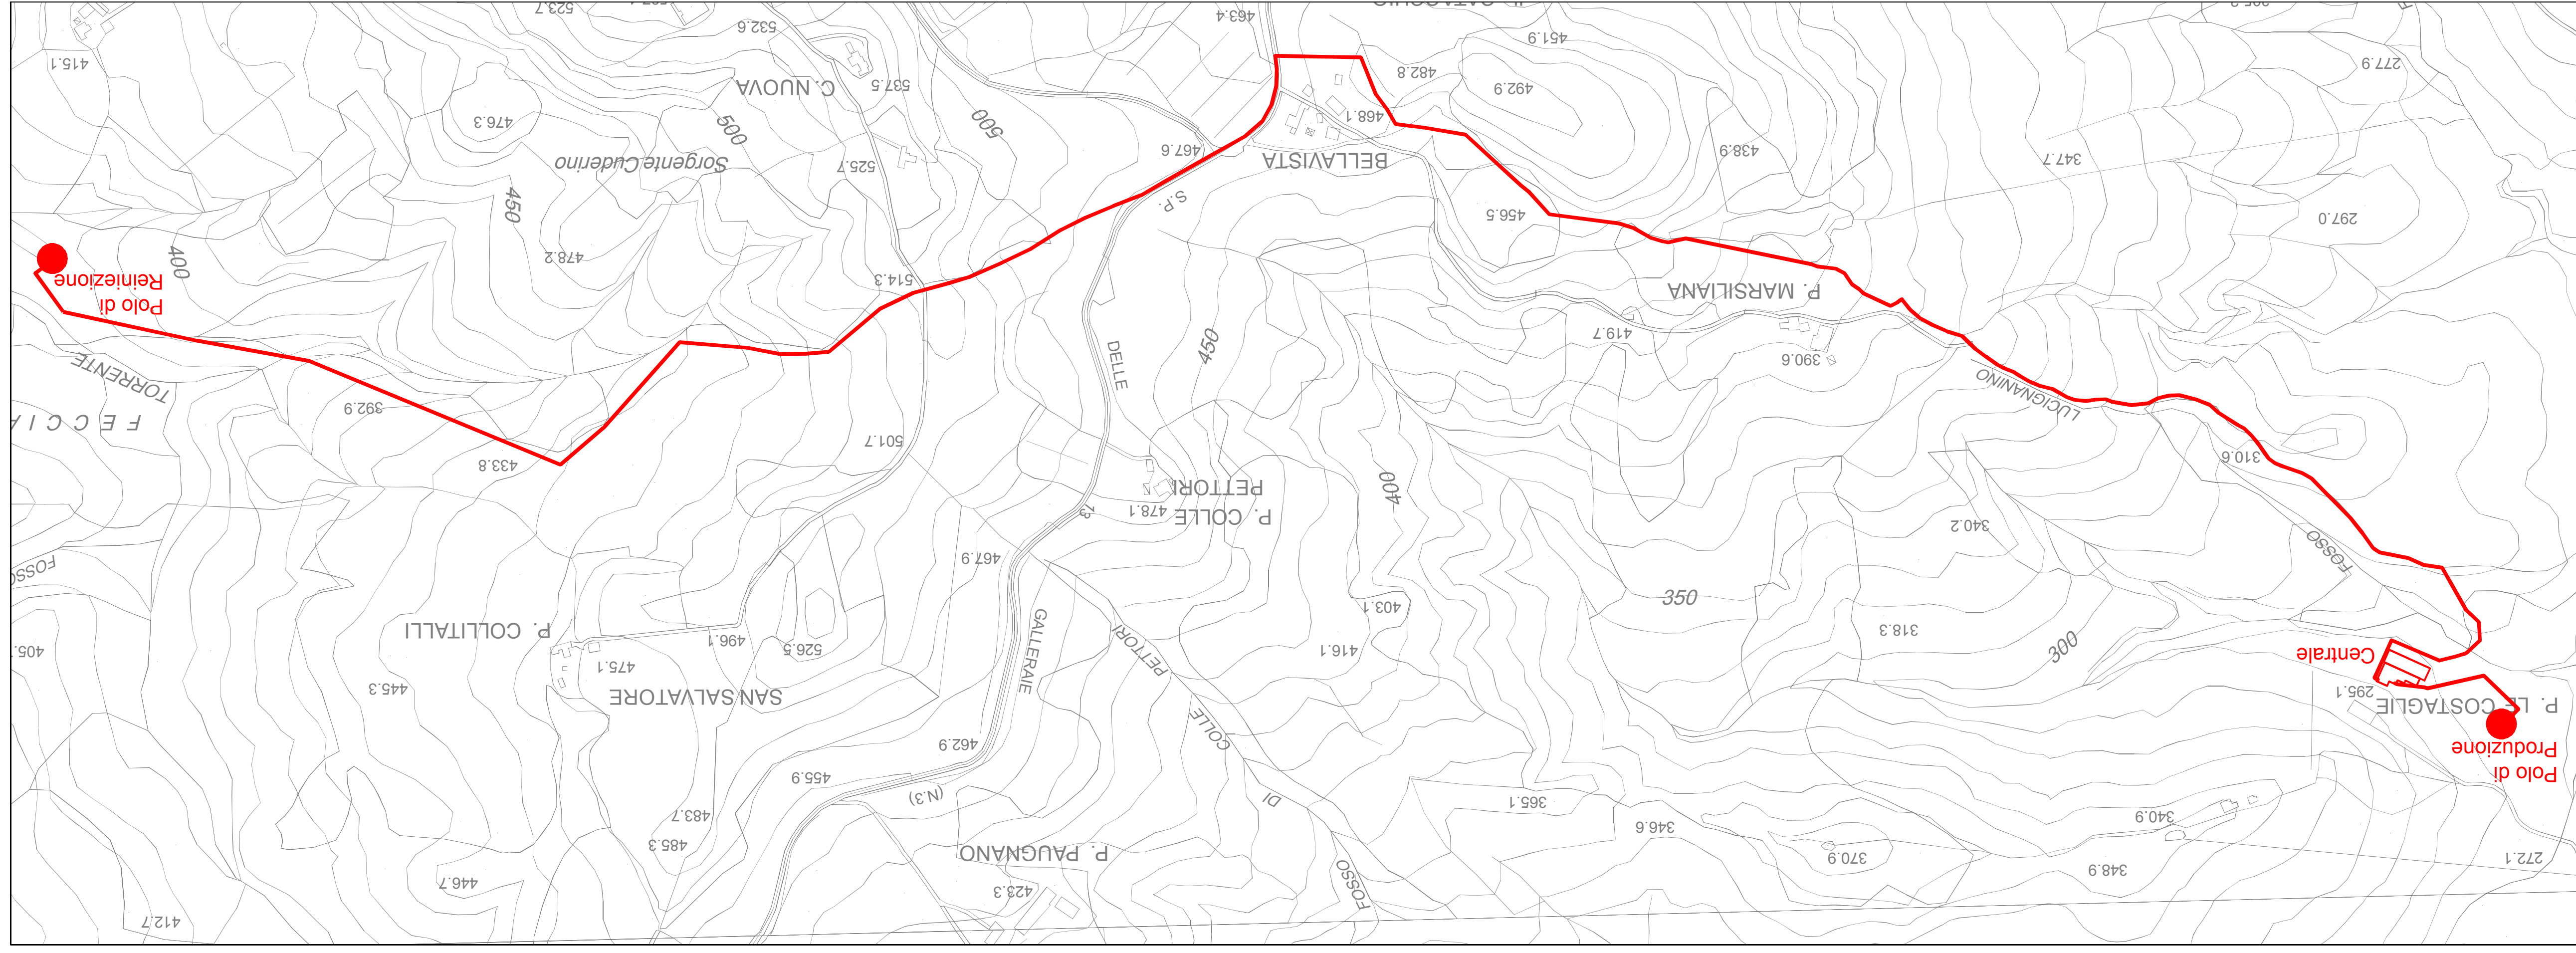 412.7
423.3
FOSSO
272.1
348.9
446.7
370.9
P. PAUGNANO
485.3
346.6
340.9
483.7
365.1
DI
(N.3)
Polo di
Produzione
455.9
462.9
COLLE
P. LE COSTAGLIE
295.1
SAN SALVATORE
445.3
475.1
Centrale
300
416.1
PETTORI
GALLERAIE
526.5
496.1
P. COLLITALLI
318.3
403.1
350
FOSSO
467.9
FOSSO
340.2
P. COLLE
PETTORI
478.1
73
400
310.6
433.8
501.7
FECCIA
LUCIGNANINO
392.9
TORRENTE
DELLE
390.6
419.7
450
P. MARSILIANA
Polo di
Reiniezione
514.3
400
478.2
297.0
456.5
S.P.
450
347.7
438.9
BELLAVISTA
467.6
525.7
Sorgente Cuderino
468.1
500
500
476.3
492.9
537.5
C. NUOVA
482.8
277.9
415.1
451.9
532.6
463.4
523.7